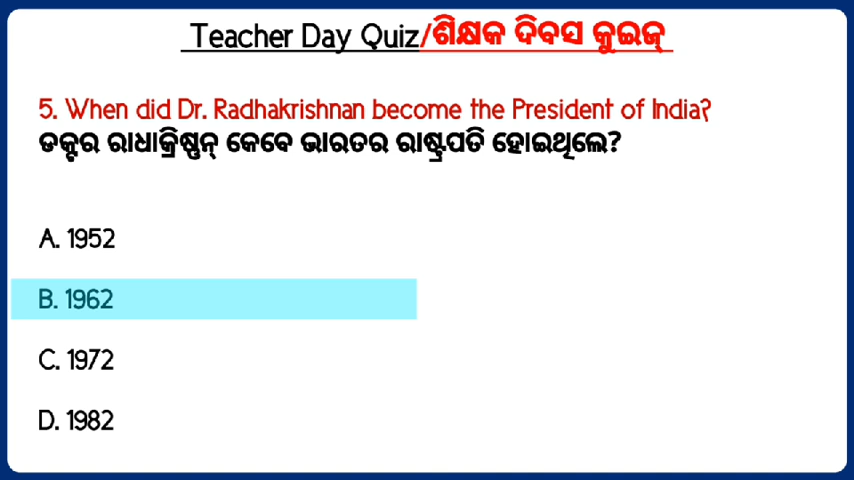 Teacher Day Quiz/ଶିକ୍ଷକ ଦିବସ କୁଇଜ୍
5. When did Dr. Radhakrishnan become the President of India?
ଡକ୍ଟର ରାଧାକ୍ରିଷ୍ଣନ୍ କେବେ ଭାରତର ରାଷ୍ଟ୍ରପତି ହୋଇଥିଲେ?
A. 1952
B. 1962
C. 1972
D. 1982